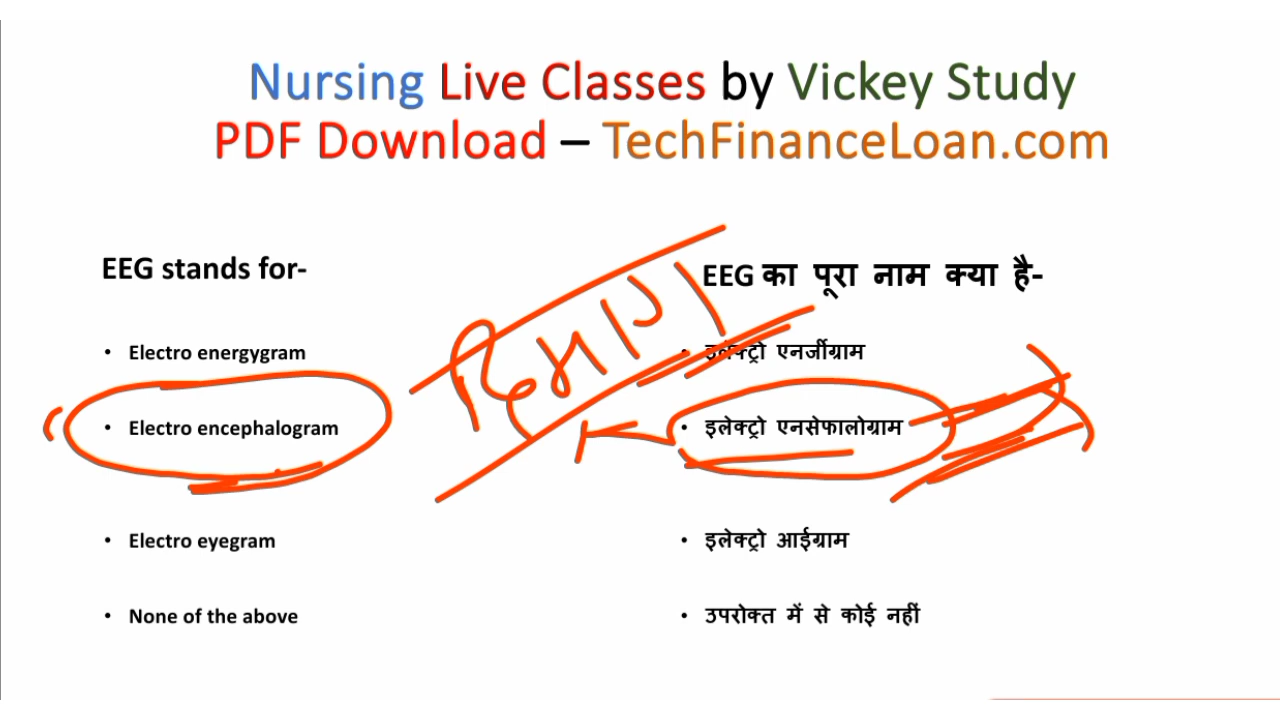 Nursing Live Classes by Vickey Study
PDF Download – TechFinanceLoan.com
EEG stands for-
• Electro energygram
• Electro encephalogram
• Electro eyegram
• None of the above
दिमाग
EEG का पूरा नाम क्या है-
• इलेक्ट्रो एनर्जीग्राम
• इलेक्ट्रो एनसेफालोग्राम
• इलेक्ट्रो आईग्राम
• उपरोक्त में से कोई नहीं